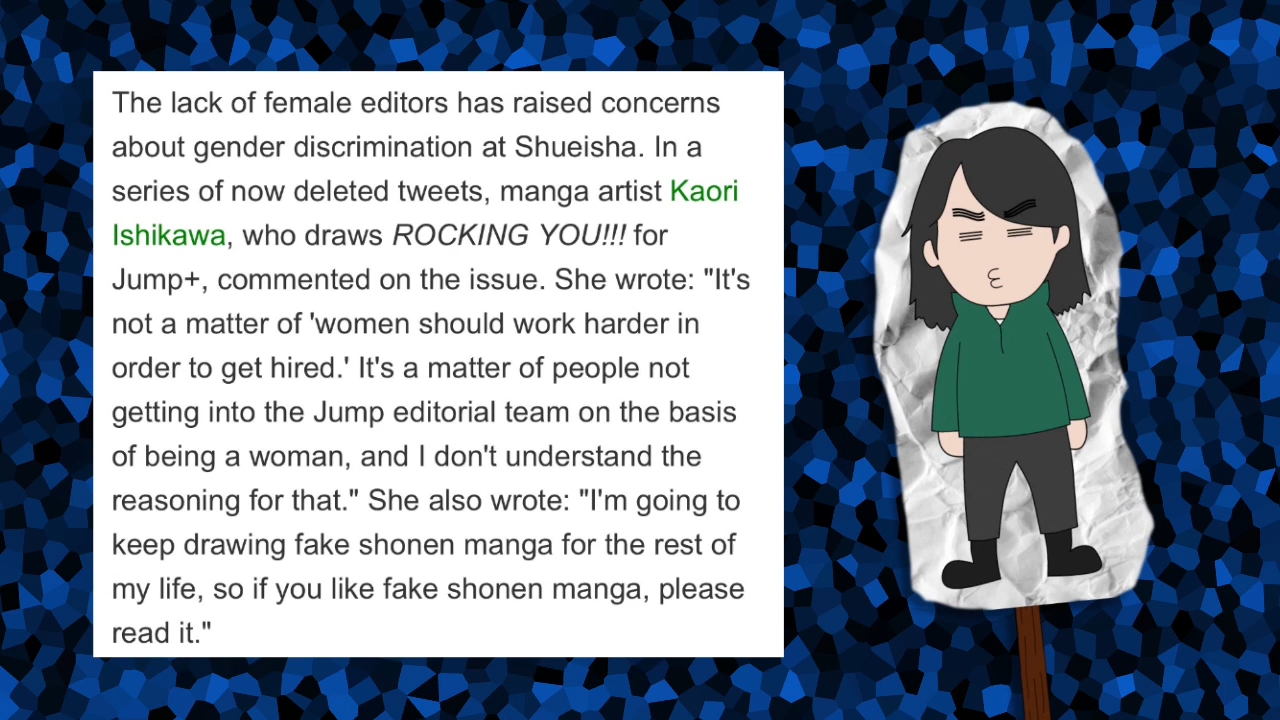 The lack of female editors has raised concerns
about gender discrimination at Shueisha. In a
series of now deleted tweets, manga artist Kaori
Ishikawa, who draws ROCKING YOU!!! for
Jump+, commented on the issue. She wrote: "It's
not a matter of 'women should work harder in
order to get hired.' It's a matter of people not
getting into the Jump editorial team on the basis
of being a woman, and I don't understand the
reasoning for that." She also wrote: "I'm going to
keep drawing fake shonen manga for the rest of
my life, so if you like fake shonen manga, please
read it."